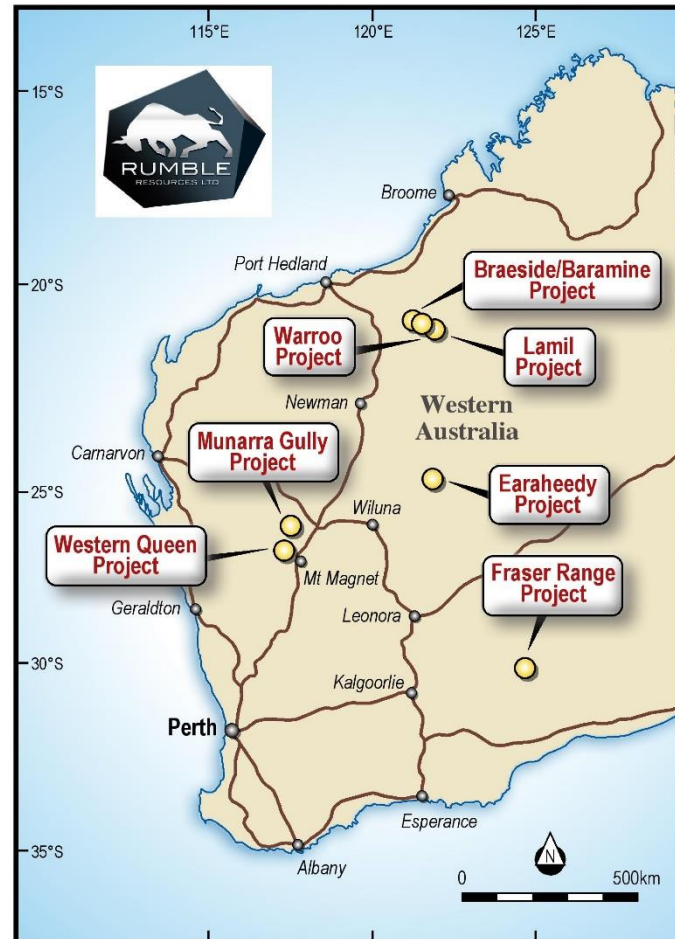 115°E
120°E
125°E
15°S
RUMBLE
RESOURCES LTD
Broome
Port Hedland
20°S
Braeside/Baramine
Project
Warroo
Project
Lamil
Project
Newman
Western
Australia
Munarra Gully
Project
Carnarvon
25°S
Earaheedy
Project
Wiluna
Western Queen
Project
Mt Magnet
Fraser Range
Project
Geraldton
Leonora
30°S
Kalgoorlie
Perth
Esperance
35°S
Albany
N
0
500km